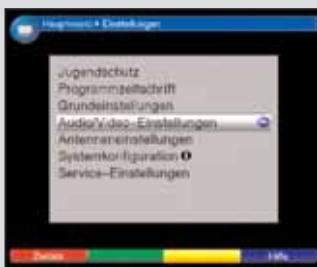 Hauptmenü • Einstellungen
Jugendschutz
Programmzeitschrift
Grundeinstellungen
Audio/Video-Einstellungen
Antenneneinstellungen
Systemkonfiguration
Service-Einstellungen
Zurück
Hilfe